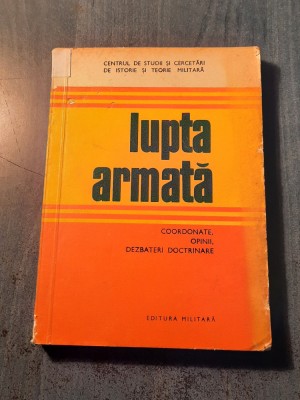 CENTRUL DE STUDII ȘI CERCETĂRI
DE ISTORIE ȘI TEORIE MILITARĂ
lupta
armată
COORDONATE,
OPINII,
DEZBATERI DOCTRINARE
EDITURA MILITARĂ